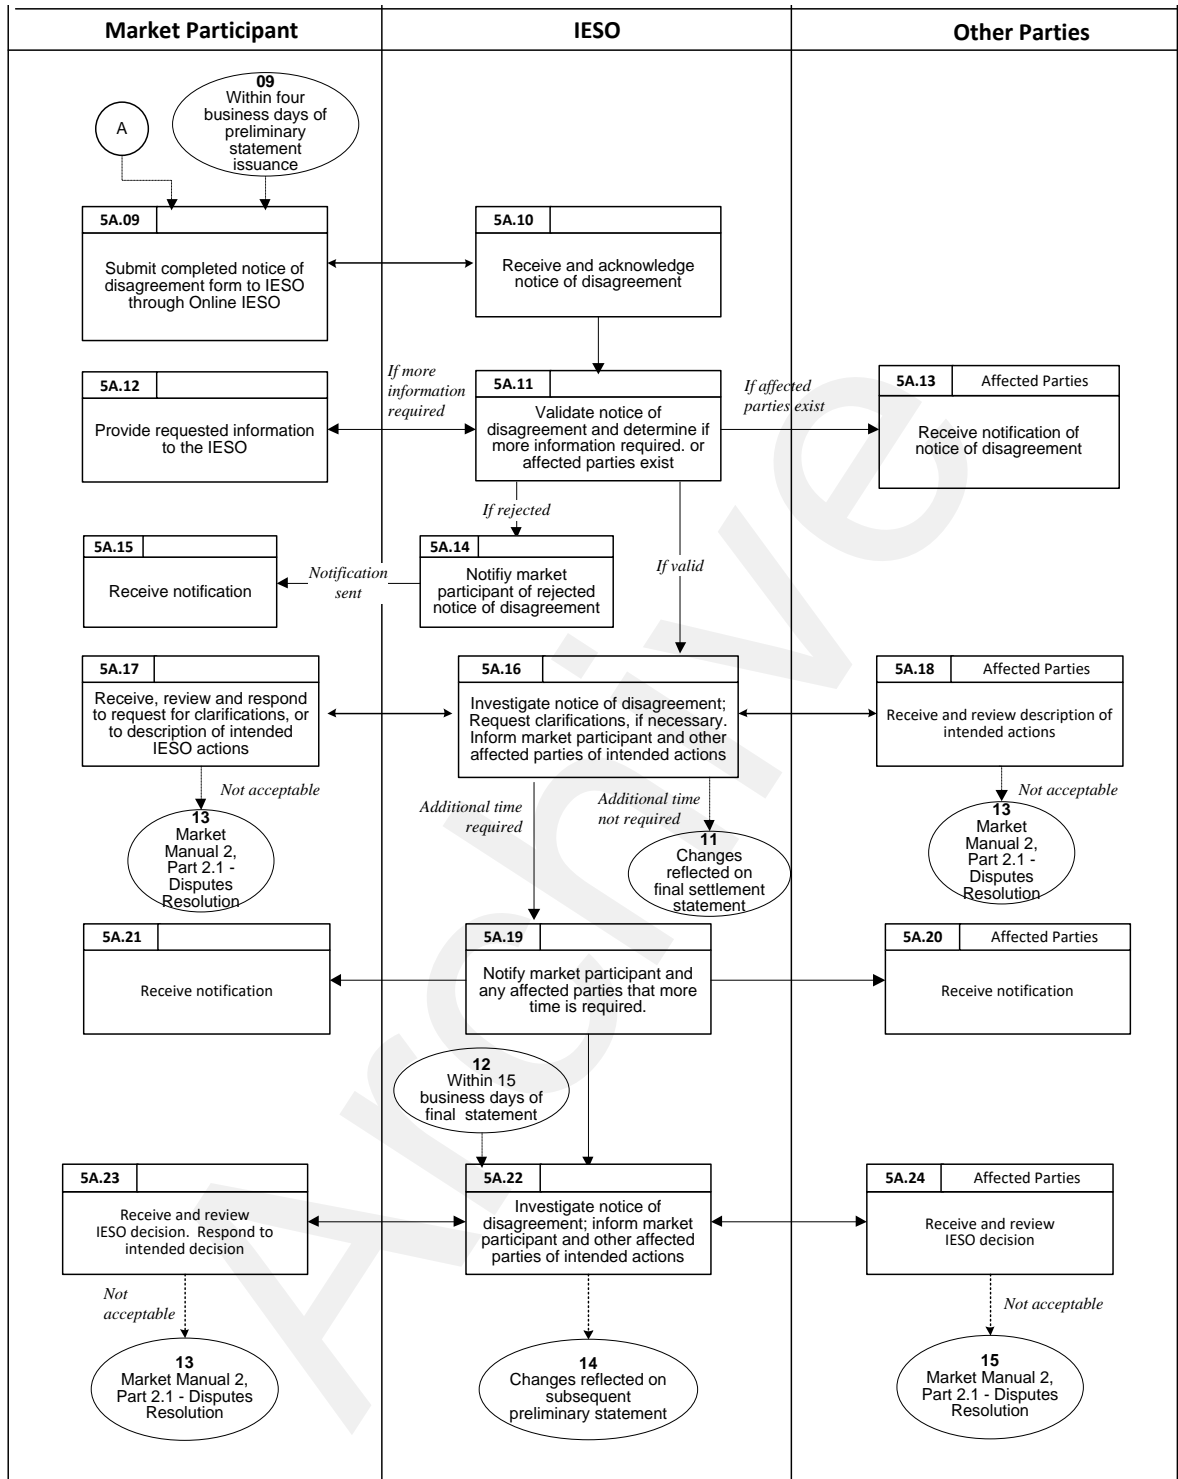 Market Participant
IESO
Other Parties
A
09
Within four
business days of
preliminary
statement
issuance
5A.09
Submit completed notice of
disagreement form to IESO
through Online IESO
5A.10
Receive and acknowledge
notice of disagreement
If more
information
required
5A.12
Provide requested information
to the IESO
5A.11
Validate notice of
disagreement and determine if
more information required. or
affected parties exist
If affected
parties exist
5A.13
Affected Parties
Receive notification of
notice of disagreement
If rejected
If valid
5A.15
Receive notification
Notification
sent
5A.14
Notifiy market
participant of rejected
notice of disagreement
5A.17
Receive, review and respond
to request for clarifications, or
to description of intended
IESO actions
5A.16
Investigate notice of disagreement;
Request clarifications, if necessary.
Inform market participant and other
affected parties of intended actions
5A.18
Affected Parties
Receive and review description of
intended actions
Not acceptable
13
Market
Manual 2,
Part 2.1 -
Disputes
Resolution
Additional time
required
Additional time
not required
11
Changes
reflected on
final settlement
statement
Not acceptable
13
Market
Manual 2,
Part 2.1 -
Disputes
Resolution
5A.21
Receive notification
5A.19
Notify market participant and
any affected parties that more
time is required.
5A.20
Affected Parties
Receive notification
12
Within 15
business days of
final statement
5A.23
Receive and review
IESO decision. Respond to
intended decision
5A.22
Investigate notice of
disagreement; inform market
participant and other affected
parties of intended actions
5A.24
Affected Parties
Receive and review
IESO decision
Not
acceptable
13
Market Manual 2,
Part 2.1 - Disputes
Resolution
14
Changes reflected on
subsequent
preliminary statement
Not acceptable
15
Market Manual 2,
Part 2.1 - Disputes
Resolution
Archive